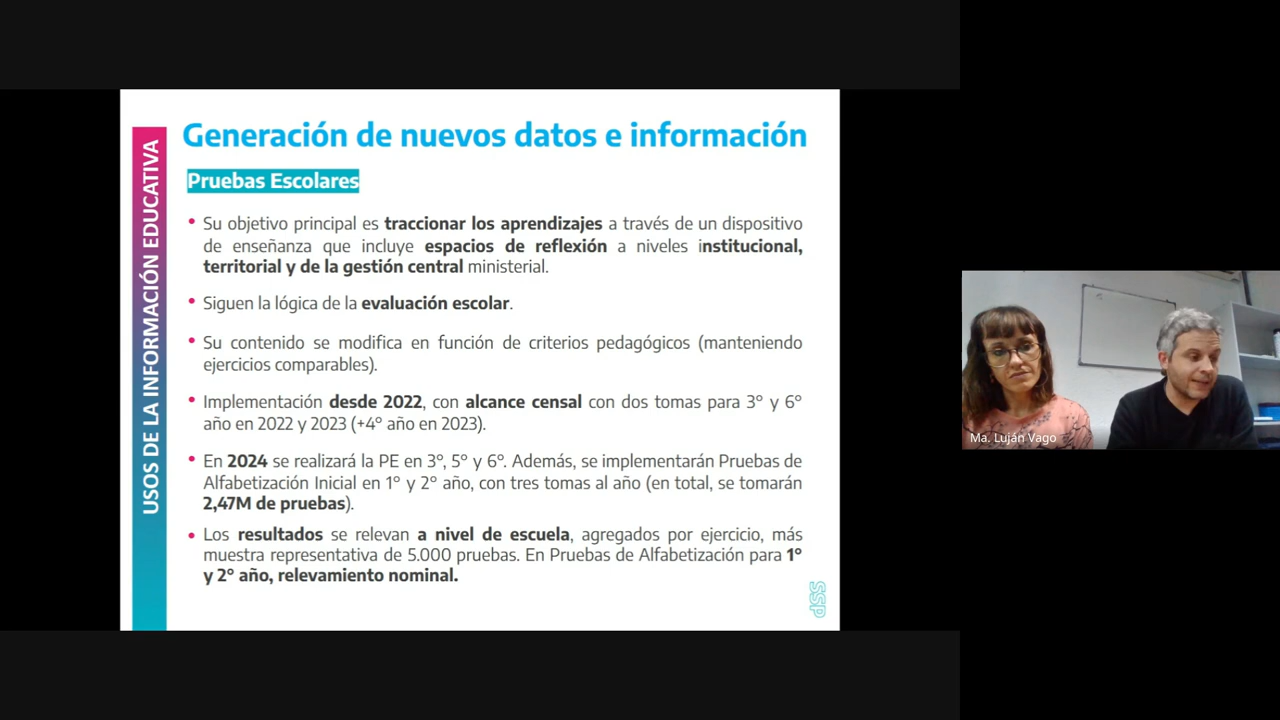 Generación de nuevos datos e información
USOS DE LA INFORMACIÓN EDUCATIVA
Pruebas Escolares
• Su objetivo principal es traccionar los aprendizajes a través de un dispositivo
de enseñanza que incluye espacios de reflexión a niveles institucional,
territorial y de la gestión central ministerial.
• Siguen la lógica de la evaluación escolar.
• Su contenido se modifica en función de criterios pedagógicos (manteniendo
ejercicios comparables).
• Implementación desde 2022, con alcance censal con dos tomas para 3° y 6°
año en 2022 y 2023 (+4° año en 2023).
• En 2024 se realizará la PE en 3°, 5° y 6°. Además, se implementarán Pruebas de
Alfabetización Inicial en 1° y 2° año, con tres tomas al año (en total, se tomarán
2,47M de pruebas).
• Los resultados se relevan a nivel de escuela, agregados por ejercicio, más
muestra representativa de 5.000 pruebas. En Pruebas de Alfabetización para 1°
y 2° año, relevamiento nominal.
SSP
Ma. Luján Vago